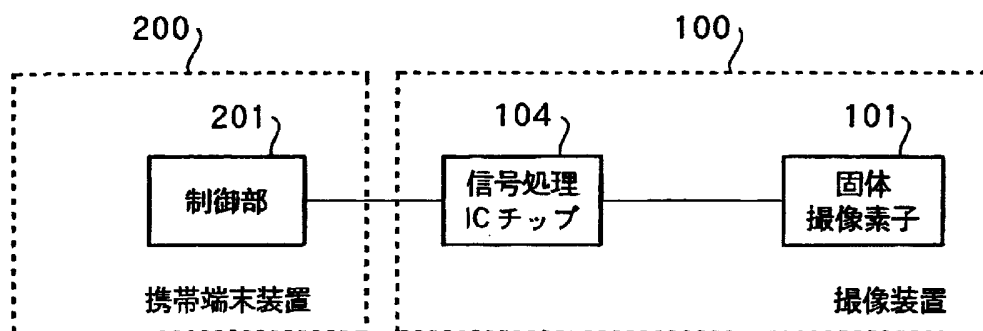 200
100
201
104
101
制御部
信号処理
ICチップ
固体
撮像素子
携帯端末装置
撮像装置